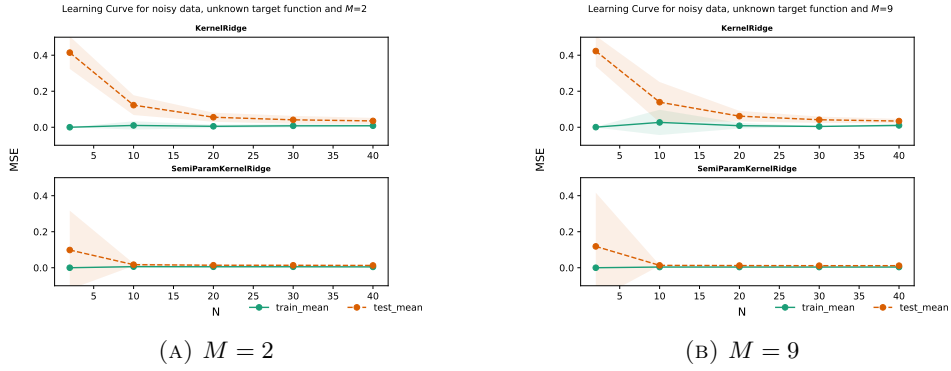 Learning Curve for noisy data, unknown target function and M=2
KernelRidge
0.4
0.2
0.0
5 10 15 20 25 30 35 40
MSE
SemiParamKernelRidge
0.4
0.2
0.0
5 10 15 20 25 30 35 40
N
train_mean test_mean
(A) M = 2
Learning Curve for noisy data, unknown target function and M=9
KernelRidge
0.4
0.2
0.0
5 10 15 20 25 30 35 40
MSE
SemiParamKernelRidge
0.4
0.2
0.0
5 10 15 20 25 30 35 40
N
train_mean test_mean
(B) M = 9